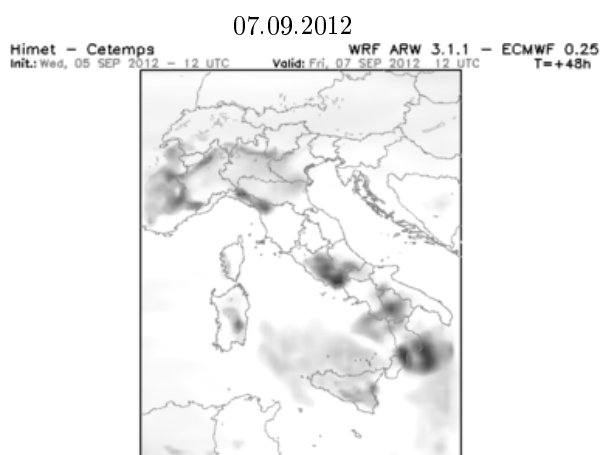 07.09.2012
Himet - Cetemps WRF ARW 3.1.1 - ECMWF 0.25
Init.: Wed, 05 SEP 2012 - 12 UTC Valid: Fri, 07 SEP 2012 12 UTC T=+48h